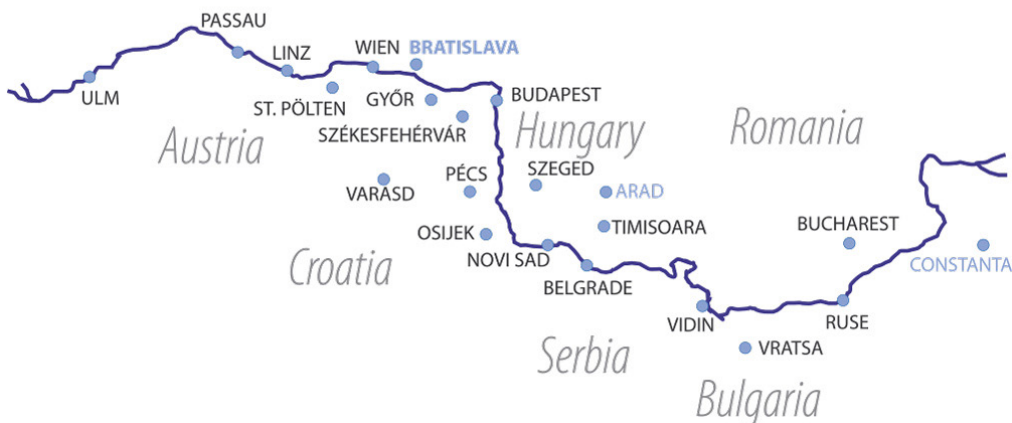 PASSAU
LINZ
WIEN
BRATISLAVA
ULM
ST. PÖLTEN
GYŐR
BUDAPEST
SZÉKESFEHÉRVÁR
Austria
Hungary
Romania
VARASD
PÉCS
SZEGED
ARAD
OSIJEK
TIMISOARA
BUCHAREST
NOVI SAD
CONSTANTA
Croatia
BELGRADE
VIDIN
RUSE
Serbia
VRATSA
Bulgaria